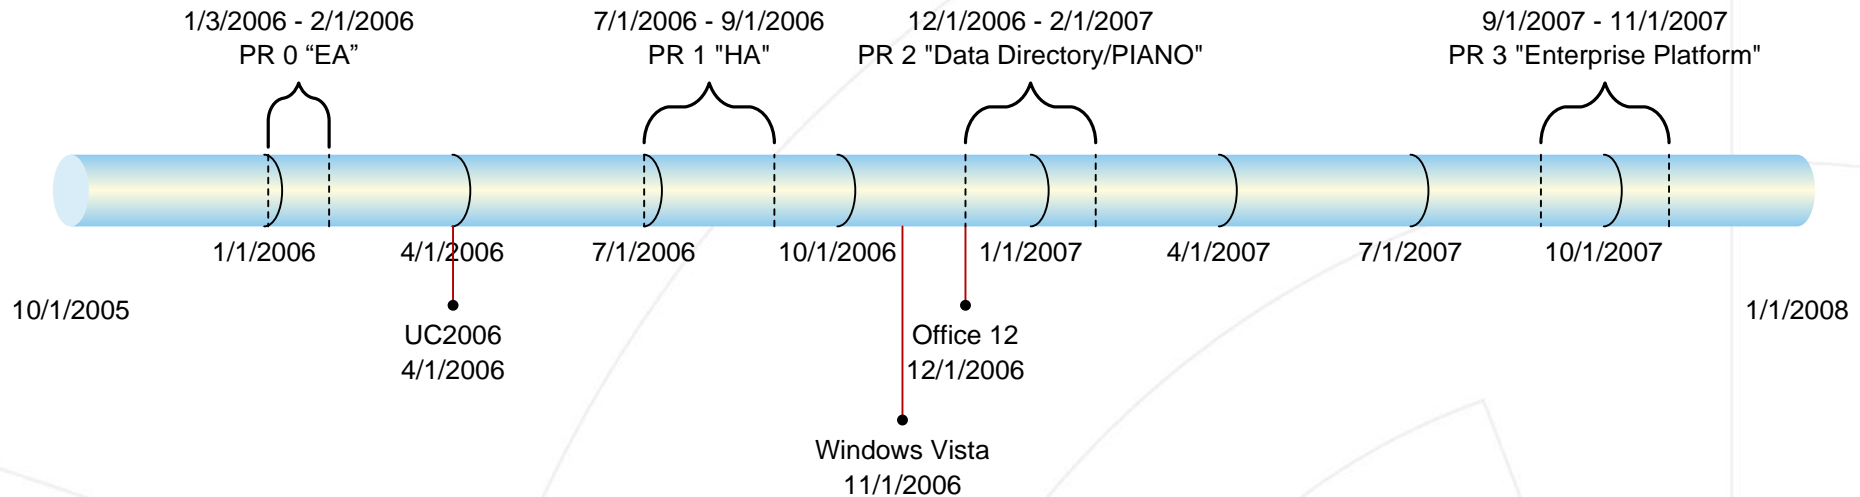 1/3/2006 - 2/1/2006
PR 0 “EA”
7/1/2006 - 9/1/2006
PR 1 "HA"
12/1/2006 - 2/1/2007
PR 2 "Data Directory/PIANO"
9/1/2007 - 11/1/2007
PR 3 "Enterprise Platform"
1/1/2006
4/1/2006
7/1/2006
10/1/2006
1/1/2007
4/1/2007
7/1/2007
10/1/2007
10/1/2005
1/1/2008
UC2006
4/1/2006
Office 12
12/1/2006
Windows Vista
11/1/2006